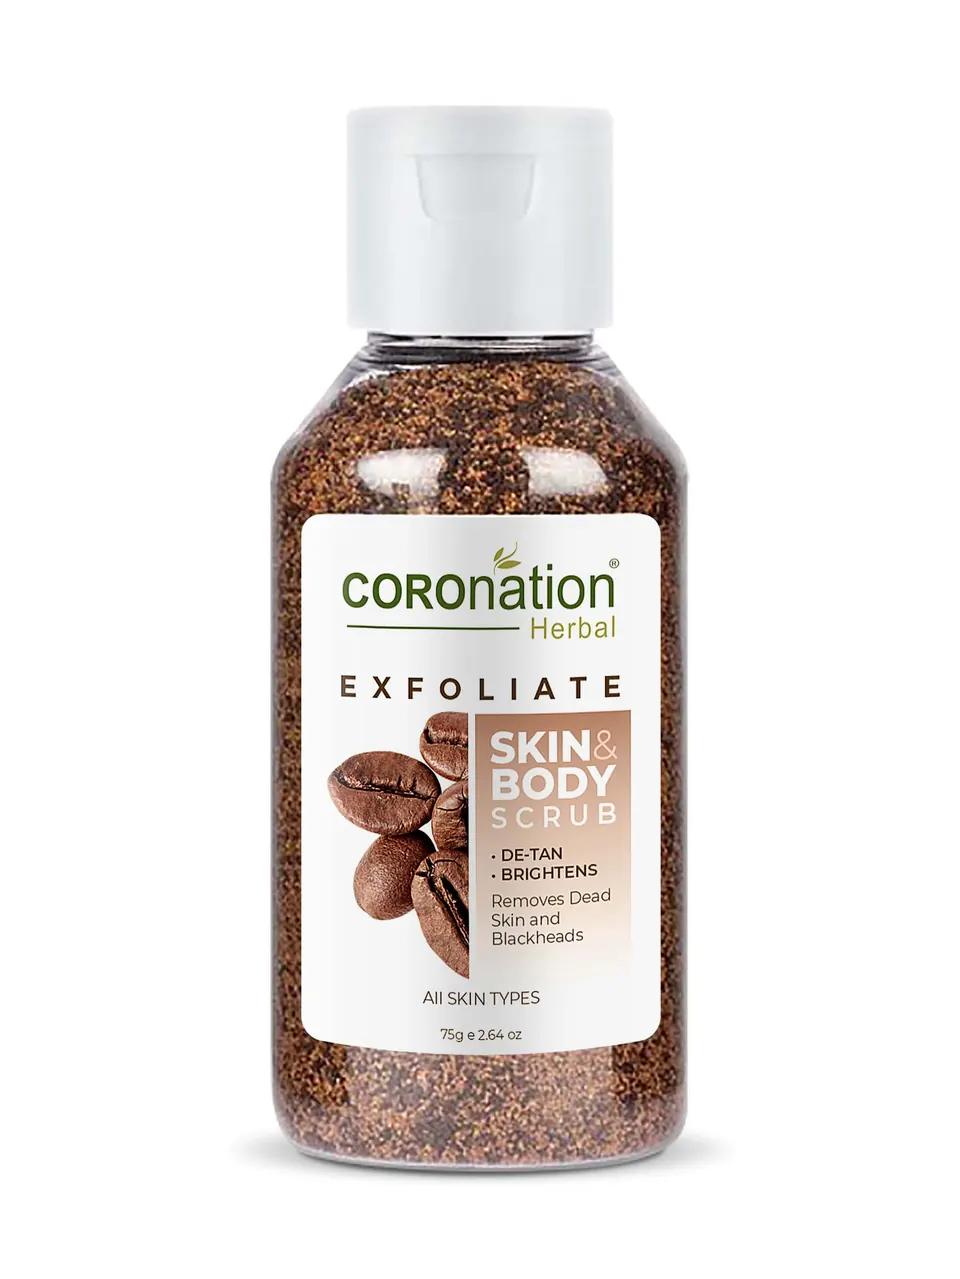 COROnation®
Herbal
EXFOLIATE
SKIN&
BODY
SCRUB
• DE-TAN
• BRIGHTENS
Removes Dead
Skin and
Blackheads
All SKIN TYPES
75g e 2.64 oz